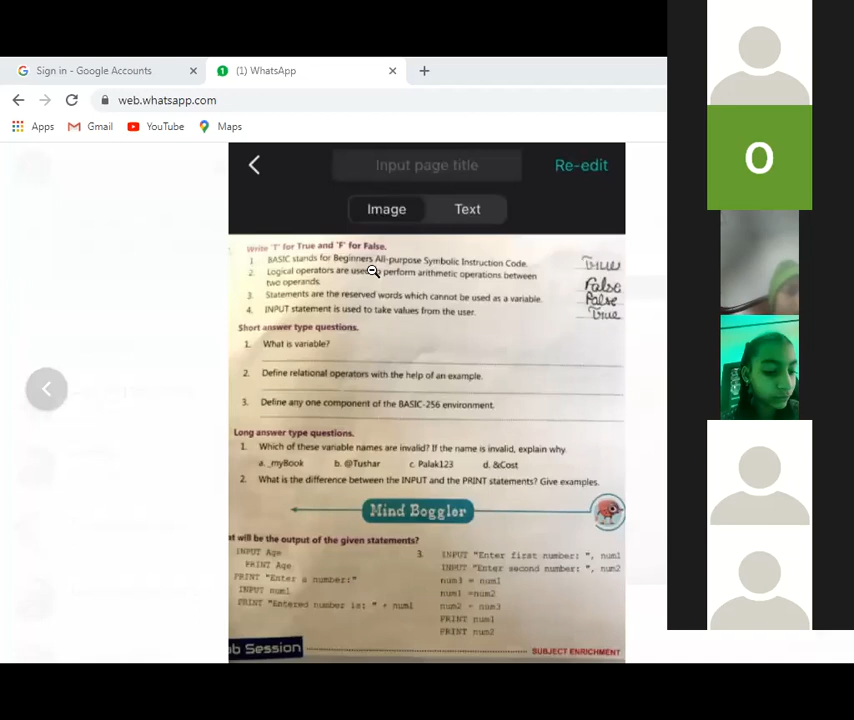 Sign in - Google Accounts
(1) WhatsApp
web.whatsapp.com
Apps Gmail YouTube Maps
Input page title Re-edit
Image Text
Write 'T' for True and 'F' for False.
1 BASIC stands for Beginners All-purpose Symbolic Instruction Code. True
2. Logical operators are used to perform arithmetic operations between
two operands. False
3. Statements are the reserved words which cannot be used as a variable. False
4. INPUT statement is used to take values from the user. True
Short answer type questions.
1. What is variable?
2. Define relational operators with the help of an example.
3. Define any one component of the BASIC-256 environment.
Long answer type questions.
1. Which of these variable names are invalid? If the name is invalid, explain why.
a. _myBook b. @Tushar c. Palak123 d. &Cost
2. What is the difference between the INPUT and the PRINT statements? Give examples.
Mind Boggler
at will be the output of the given statements?
INPUT Age
PRINT Age
PRINT "Enter a number:"
INPUT num1
PRINT "Entered number is: " + num1
3. INPUT "Enter first number: ", num1
INPUT "Enter second number: ", num2
num3 = num1
num1 =num2
num2 = num3
PRINT num1
PRINT num2
b Session
SUBJECT ENRICHMENT
O